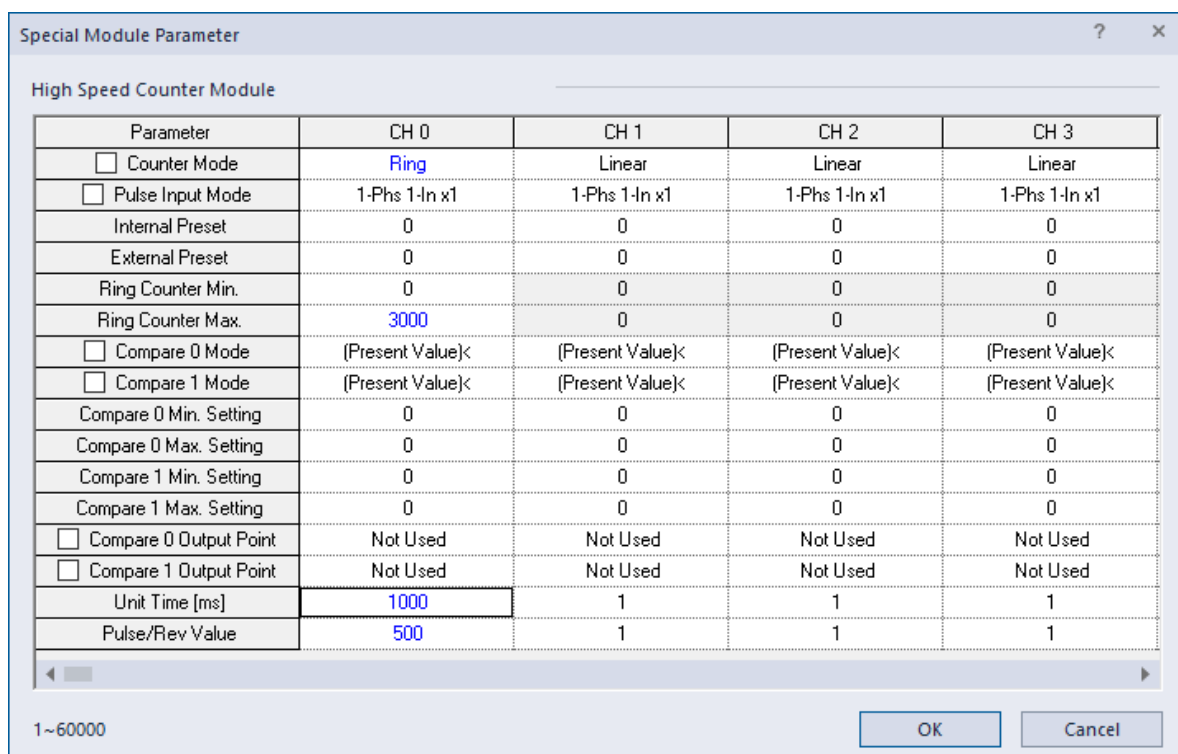 Special Module Parameter ? ×
High Speed Counter Module
Parameter CH 0 CH 1 CH 2 CH 3
Counter Mode Ring Linear Linear Linear
Pulse Input Mode 1-Phs 1-In x1 1-Phs 1-In x1 1-Phs 1-In x1 1-Phs 1-In x1
Internal Preset 0 0 0 0
External Preset 0 0 0 0
Ring Counter Min. 0 0 0 0
Ring Counter Max. 3000 0 0 0
Compare 0 Mode (Present Value)< (Present Value)< (Present Value)< (Present Value)<
Compare 1 Mode (Present Value)< (Present Value)< (Present Value)< (Present Value)<
Compare 0 Min. Setting 0 0 0 0
Compare 0 Max. Setting 0 0 0 0
Compare 1 Min. Setting 0 0 0 0
Compare 1 Max. Setting 0 0 0 0
Compare 0 Output Point Not Used Not Used Not Used Not Used
Compare 1 Output Point Not Used Not Used Not Used Not Used
Unit Time [ms] 1000 1 1 1
Pulse/Rev Value 500 1 1 1
1~60000 OK Cancel